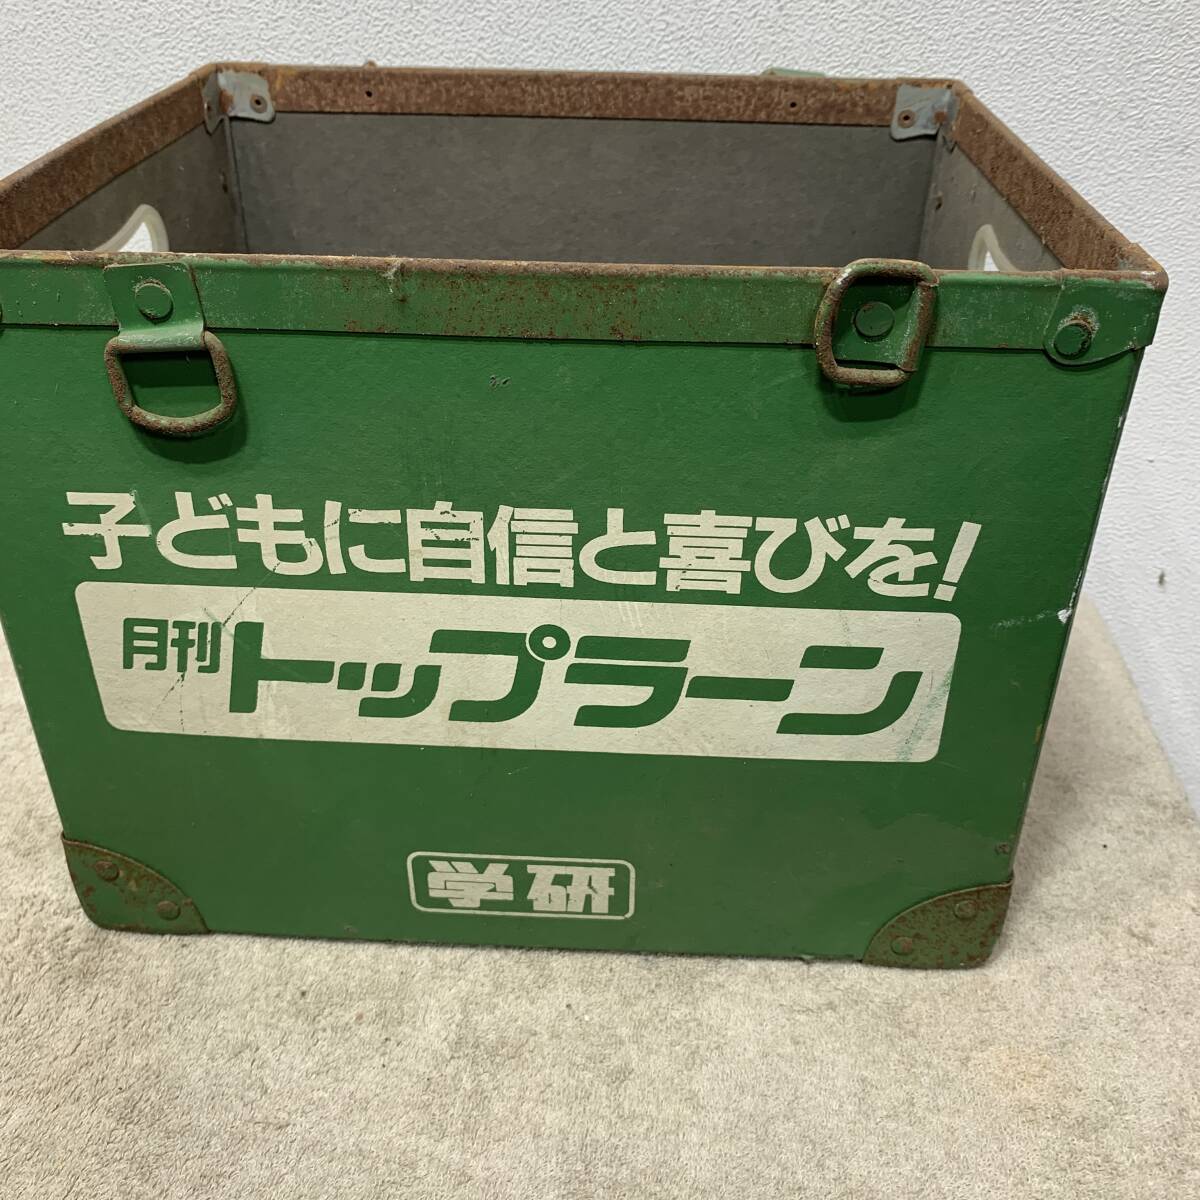 子どもに自信と喜びを!
月刊トップラーン
学研